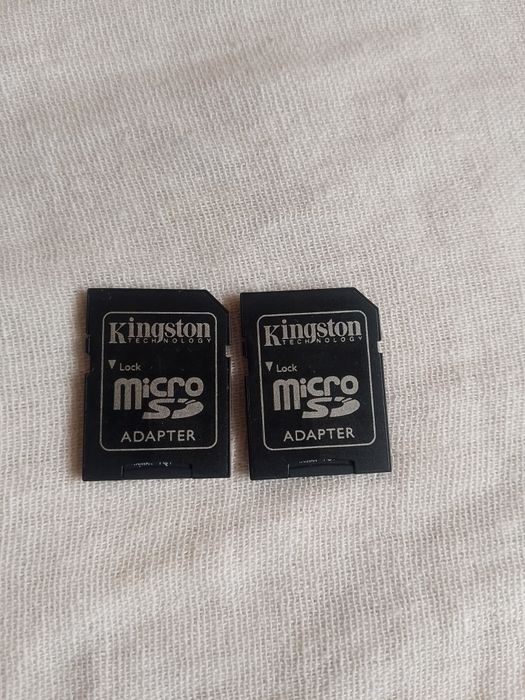 Kingston
TECHNOLOGY
Lock
micro
SD
ADAPTER
Kingston
TECHNOLOGY
Lock
micro
SD
ADAPTER